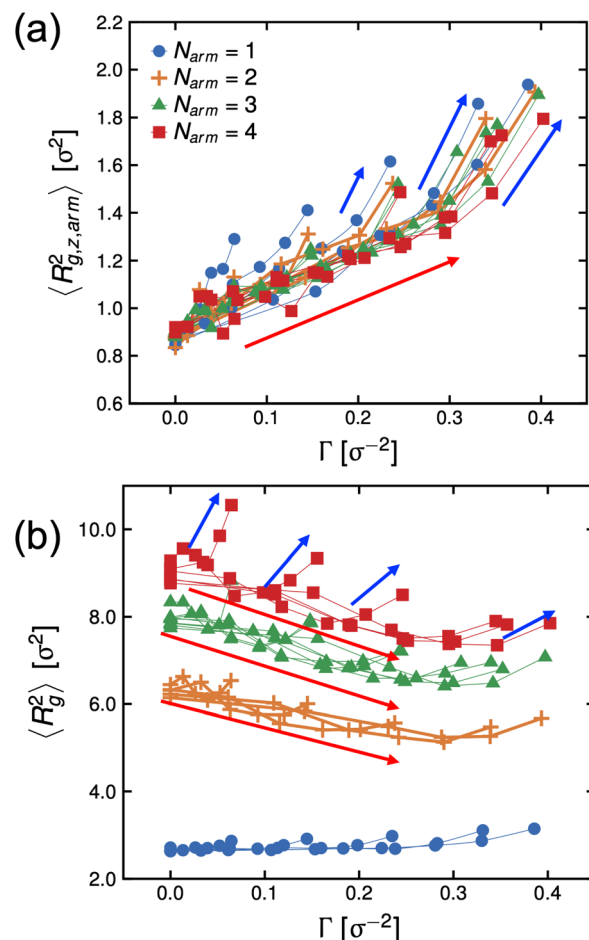 (a)
2.2
2.0
1.8
1.6
1.4
1.2
1.0
0.8
0.6
⟨R²g,z,arm⟩ [σ²]
N_arm = 1
N_arm = 2
N_arm = 3
N_arm = 4
0.0 0.1 0.2 0.3 0.4
Γ [σ⁻²]
(b)
10.0
8.0
6.0
4.0
2.0
⟨R²g⟩ [σ²]
0.0 0.1 0.2 0.3 0.4
Γ [σ⁻²]